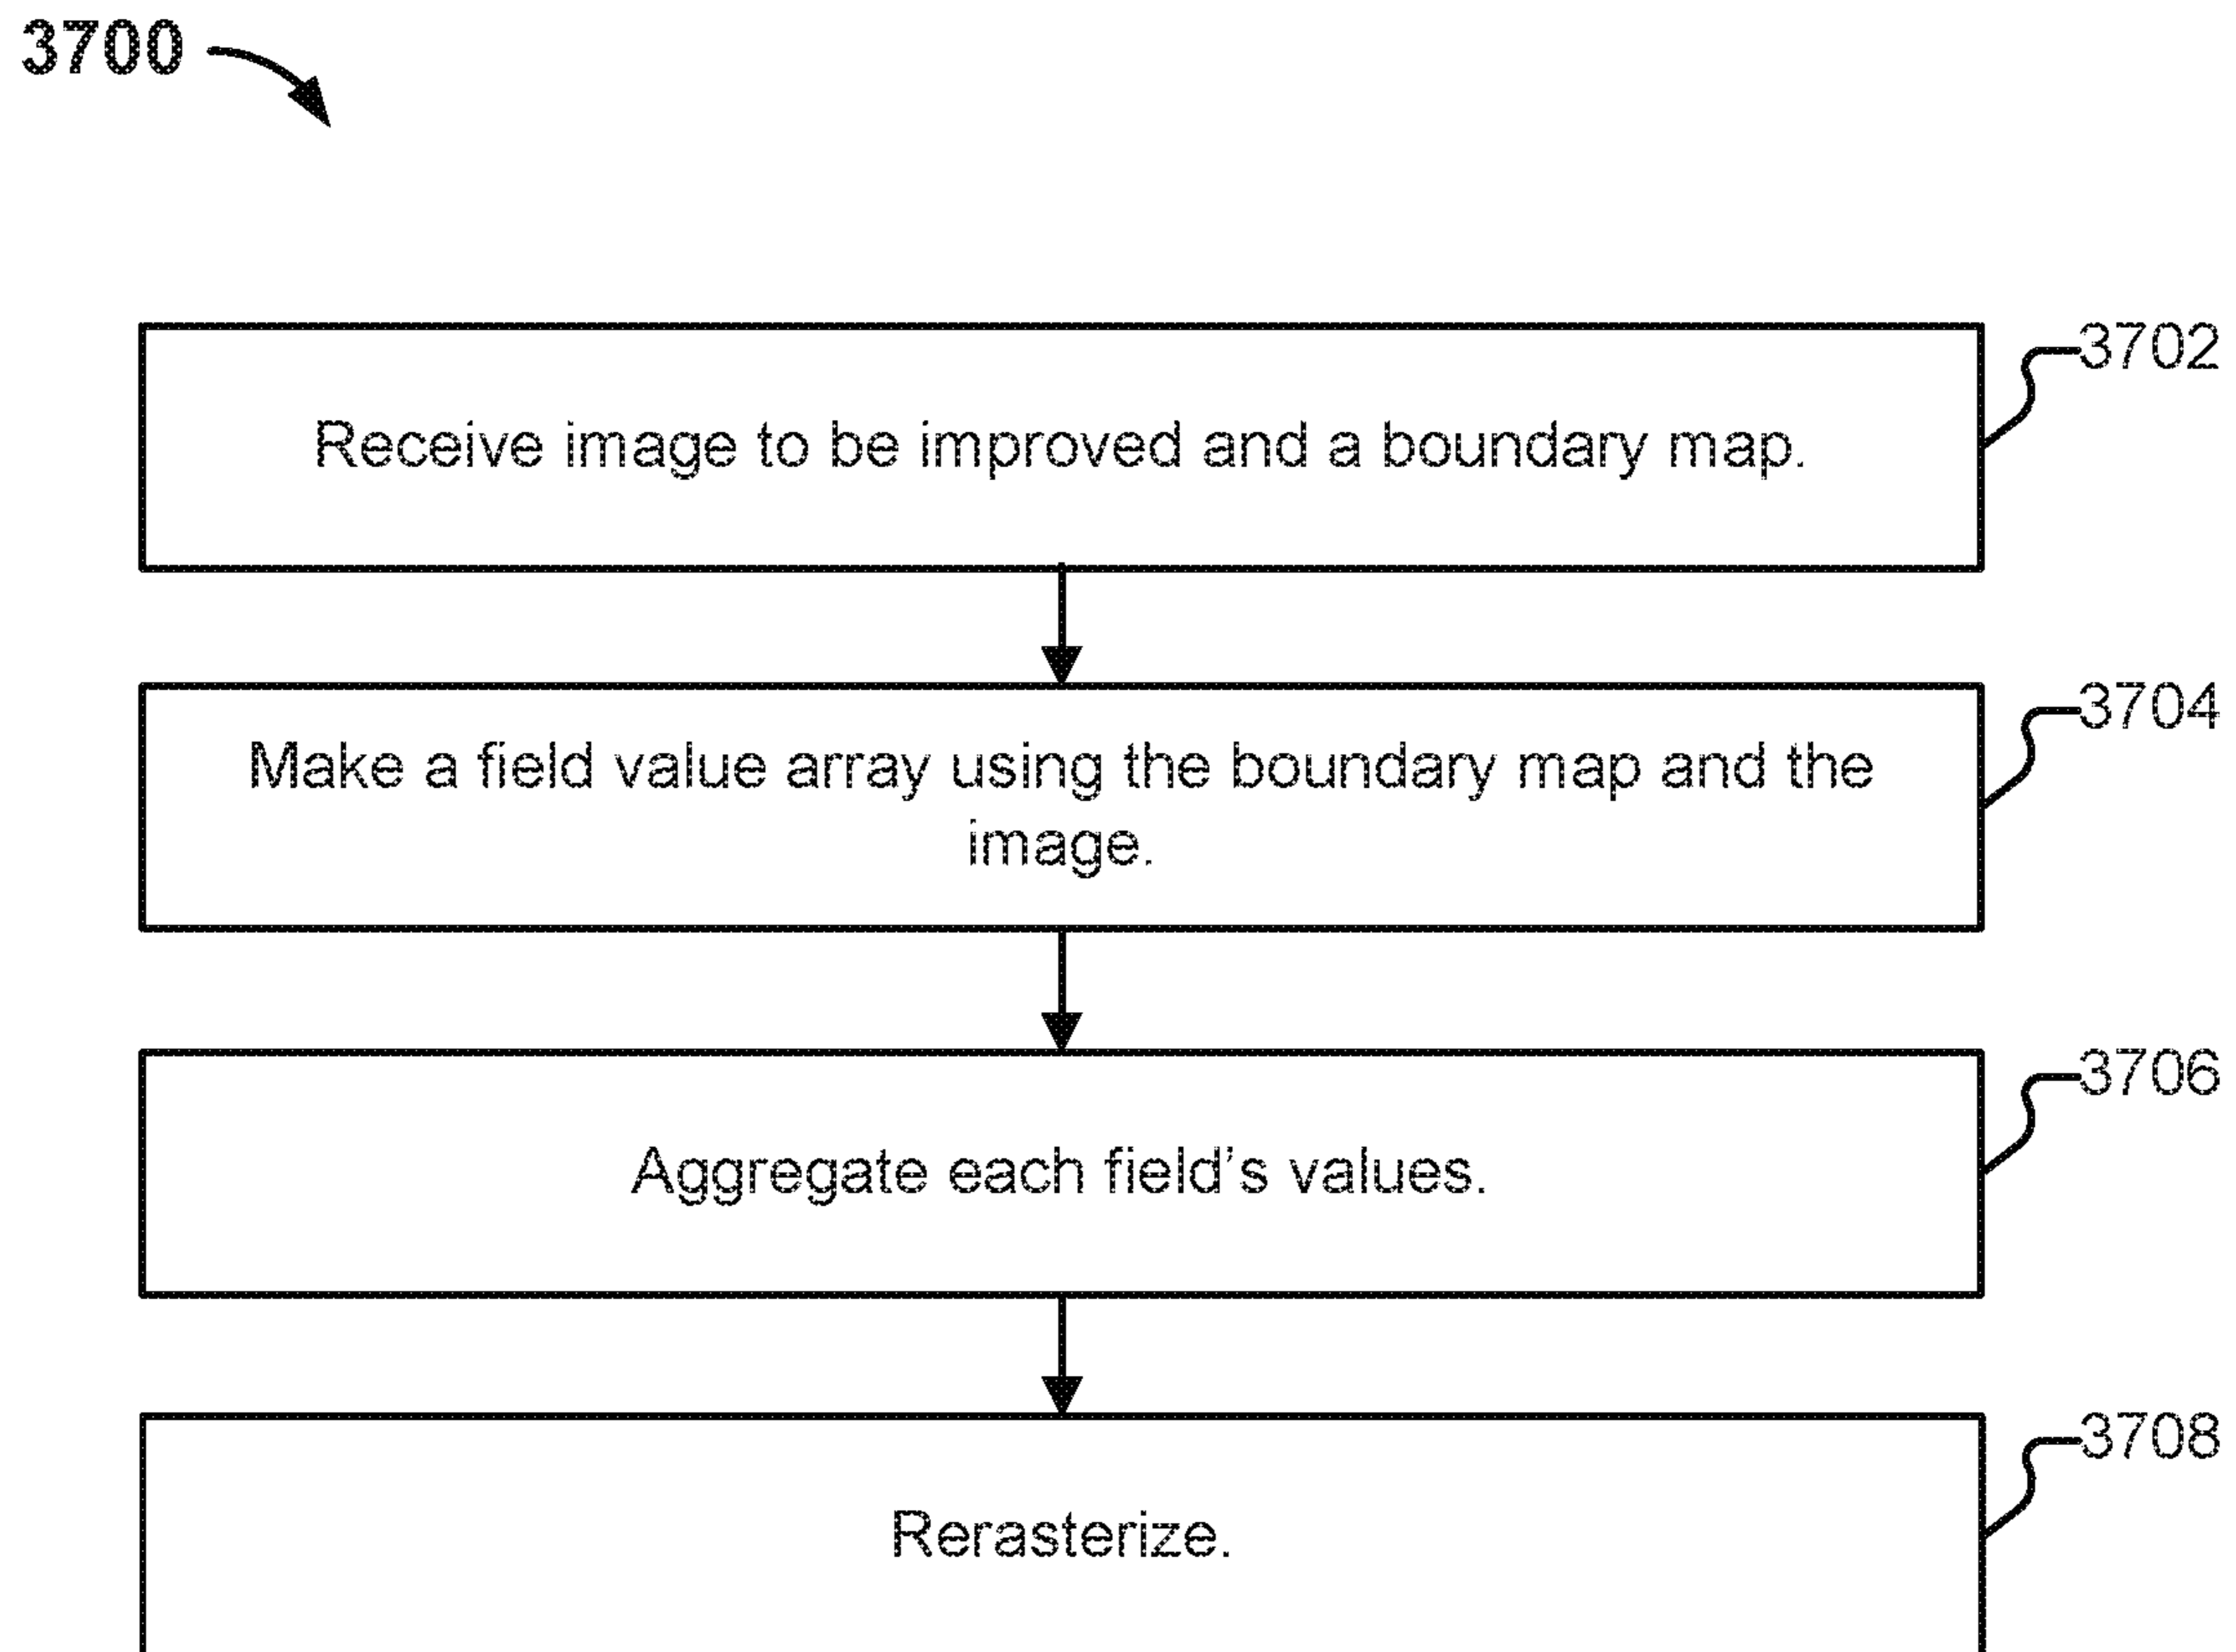 3700
3702
Receive image to be improved and a boundary map.
3704
Make a field value array using the boundary map and the
image.
3706
Aggregate each field's values.
3708
Rerasterize.